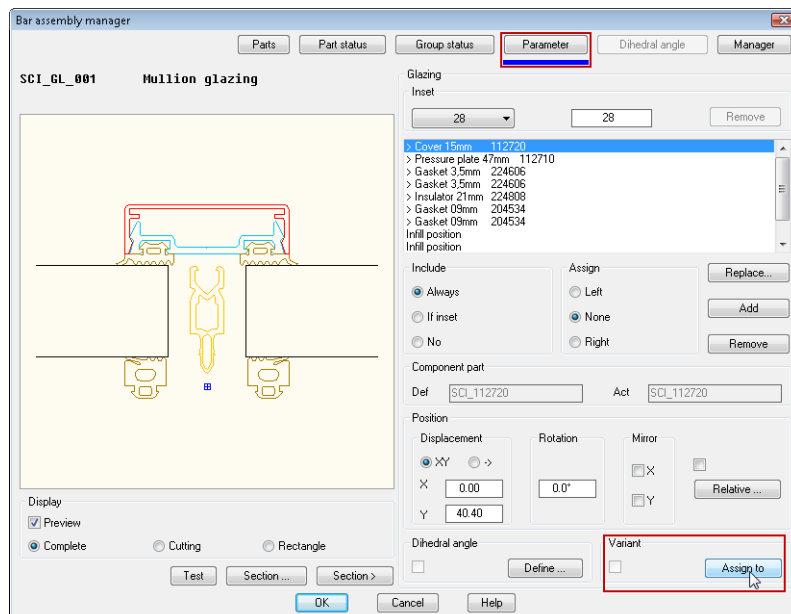 Bar assembly manager
Parts Part status Group status Parameter Dihedral angle Manager
SCI_GL_001 Mullion glazing
Glazing
Inset
28 28 Remove
> Cover 15mm 112720
> Pressure plate 47mm 112710
> Gasket 3,5mm 224606
> Gasket 3,5mm 224606
> Insulator 21mm 224808
> Gasket 09mm 204534
> Gasket 09mm 204534
Infill position
Infill position
Include Assign Replace...
Always Left
If inset None Add
No Right Remove
Component part
Def SCI_112720 Act SCI_112720
Position
Displacement Rotation Mirror
XY -> X
X 0.00 0.0° Relative ...
Y 40.40 Y
Display
Preview
Complete Cutting Rectangle
Test Section ... Section >
Dihedral angle Variant
Define ... Assign to
OK Cancel Help